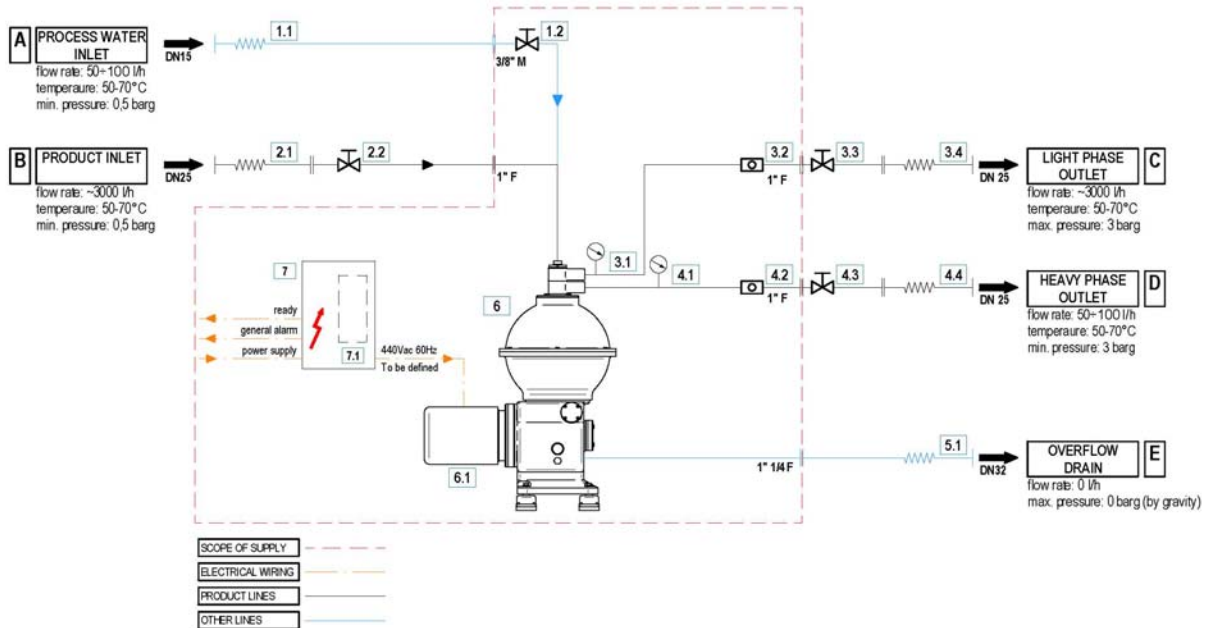 A
PROCESS WATER
INLET
flow rate: 50÷100 l/h
temperaure: 50-70°C
min. pressure: 0,5 barg
DN15
1.1
1.2
3/8" M
B
PRODUCT INLET
flow rate: ~3000 l/h
temperaure: 50-70°C
min. pressure: 0,5 barg
DN25
2.1
2.2
1" F
3.2
1" F
3.3
3.4
DN 25
LIGHT PHASE
OUTLET
C
flow rate: ~3000 l/h
temperaure: 50-70°C
max. pressure: 3 barg
3.1
4.1
4.2
1" F
4.3
4.4
DN 25
HEAVY PHASE
OUTLET
D
flow rate: 50÷100 l/h
temperaure: 50-70°C
min. pressure: 3 barg
7
ready
general alarm
power supply
7.1
440Vac 60Hz
To be defined
6
6.1
1" 1/4 F
5.1
DN32
OVERFLOW
DRAIN
E
flow rate: 0 l/h
max. pressure: 0 barg (by gravity)
SCOPE OF SUPPLY
ELECTRICAL WIRING
PRODUCT LINES
OTHER LINES